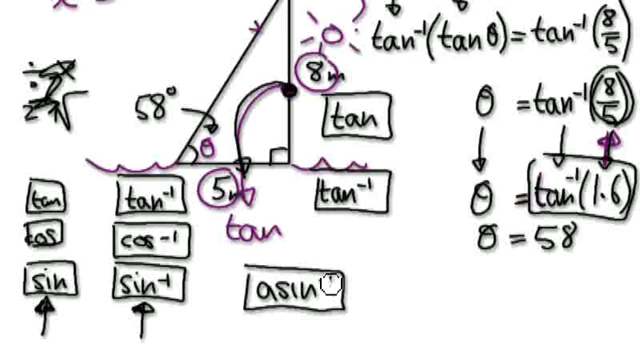 tan⁻¹(tan θ) = tan⁻¹(8/5)
8m
58°
θ = tan⁻¹(8/5)
tan
θ
5m
tan⁻¹
θ = tan⁻¹(1.6)
tan
tan tan⁻¹
θ = 58
cos cos⁻¹
sin sin⁻¹
asin